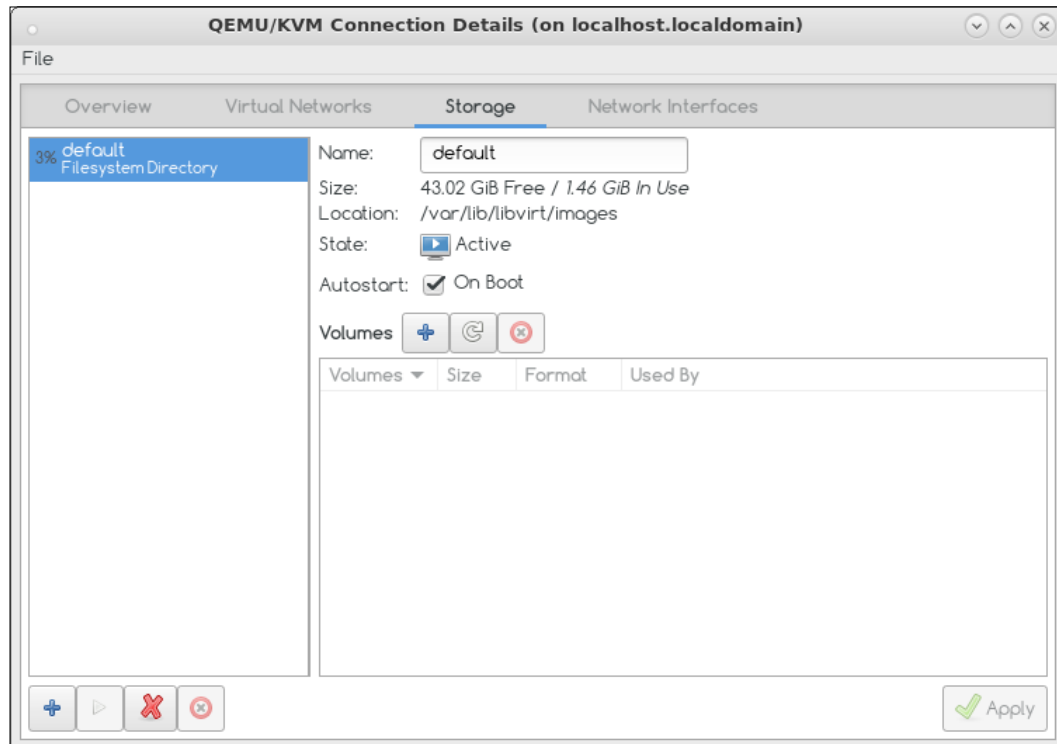 QEMU/KVM Connection Details (on localhost.localdomain)
File
Overview Virtual Networks Storage Network Interfaces
3% default
Filesystem Directory
Name: default
Size: 43.02 GiB Free / 1.46 GiB In Use
Location: /var/lib/libvirt/images
State: Active
Autostart: On Boot
Volumes
Volumes Size Format Used By
Apply